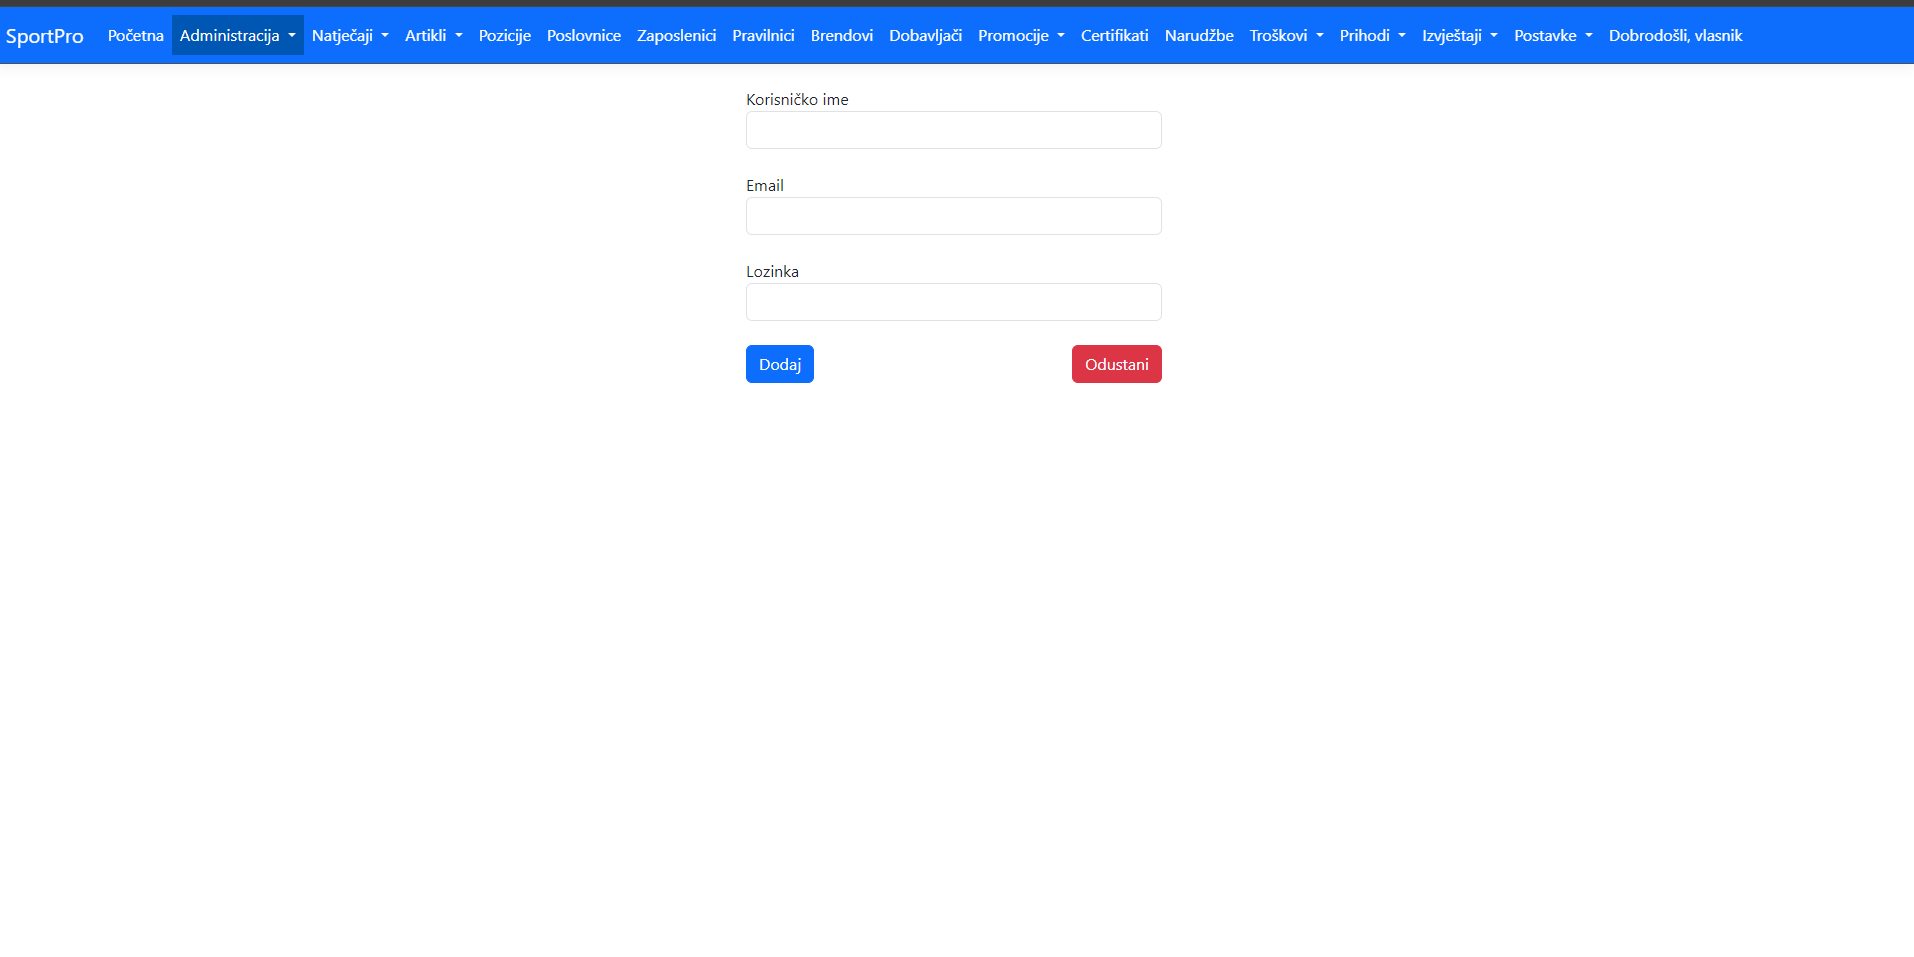 SportPro Početna Administracija Natječaji Artikli Pozicije Poslovnice Zaposlenici Pravilnici Brendovi Dobavljači Promocije Certifikati Narudžbe Troškovi Prihodi Izvještaji Postavke Dobrodošli, vlasnik
Korisničko ime
Email
Lozinka
Dodaj Odustani